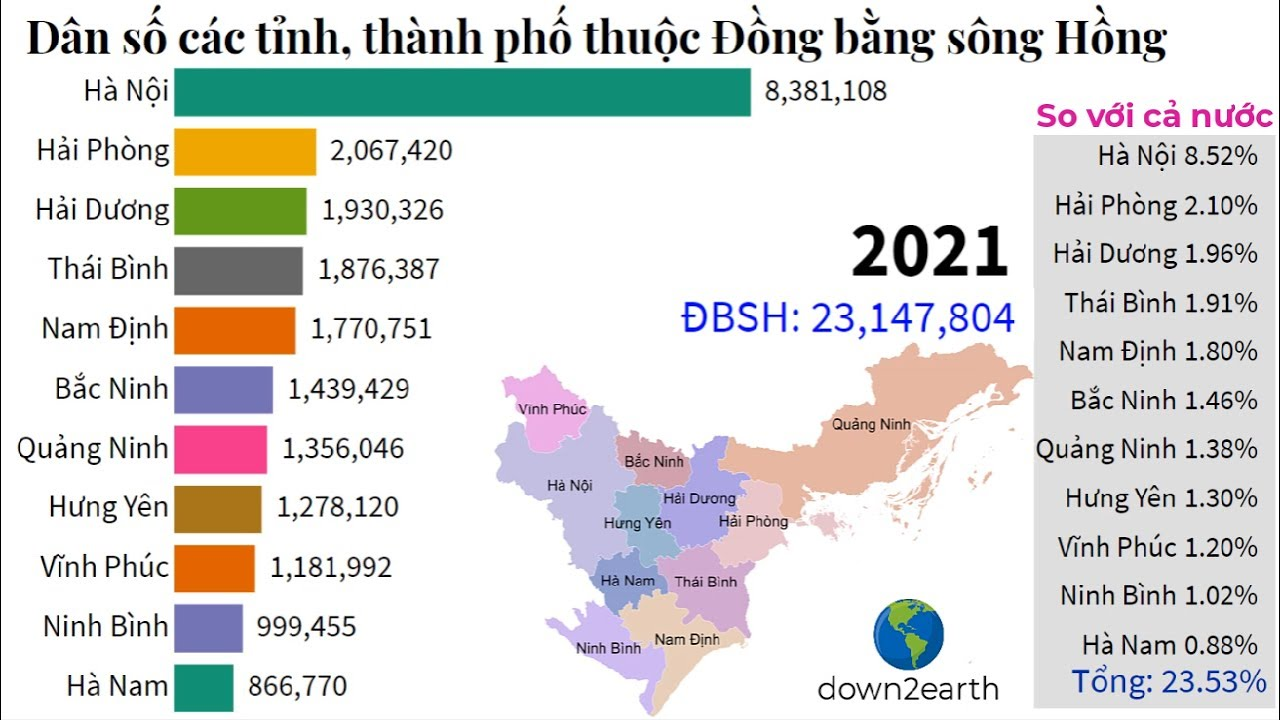 Dân số các tỉnh, thành phố thuộc Đồng bằng sông Hồng
Hà Nội 8,381,108
Hải Phòng 2,067,420
Hải Dương 1,930,326
Thái Bình 1,876,387
Nam Định 1,770,751
Bắc Ninh 1,439,429
Quảng Ninh 1,356,046
Hưng Yên 1,278,120
Vĩnh Phúc 1,181,992
Ninh Bình 999,455
Hà Nam 866,770
2021
ĐBSH: 23,147,804
Vĩnh Phúc
Quảng Ninh
Bắc Ninh
Hà Nội
Hải Dương
Hưng Yên
Hải Phòng
Hà Nam
Thái Bình
Nam Định
Ninh Bình
down2earth
So với cả nước
Hà Nội 8.52%
Hải Phòng 2.10%
Hải Dương 1.96%
Thái Bình 1.91%
Nam Định 1.80%
Bắc Ninh 1.46%
Quảng Ninh 1.38%
Hưng Yên 1.30%
Vĩnh Phúc 1.20%
Ninh Bình 1.02%
Hà Nam 0.88%
Tổng: 23.53%